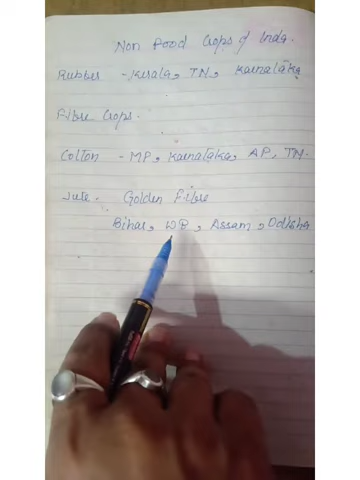 Non Food Crops of India
Rubber - Kerala, TN, Karnataka
Fibre Crops.
Cotton - MP, Karnataka, AP, TN.
Jute. Golden Fibre
Bihar, WB, Assam, Odisha